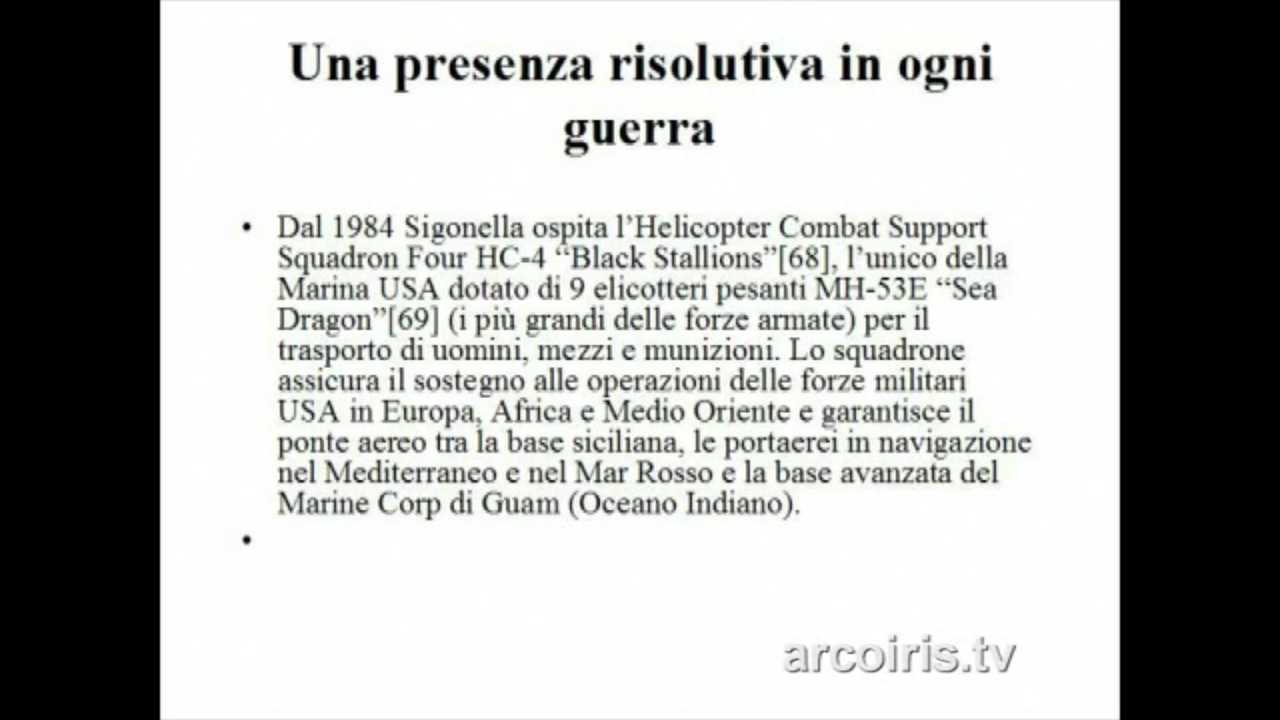 Una presenza risolutiva in ogni
guerra
• Dal 1984 Sigonella ospita l’Helicopter Combat Support
Squadron Four HC-4 “Black Stallions”[68], l’unico della
Marina USA dotato di 9 elicotteri pesanti MH-53E “Sea
Dragon”[69] (i più grandi delle forze armate) per il
trasporto di uomini, mezzi e munizioni. Lo squadrone
assicura il sostegno alle operazioni delle forze militari
USA in Europa, Africa e Medio Oriente e garantisce il
ponte aereo tra la base siciliana, le portaerei in navigazione
nel Mediterraneo e nel Mar Rosso e la base avanzata del
Marine Corp di Guam (Oceano Indiano).
•
arcoiris.tv